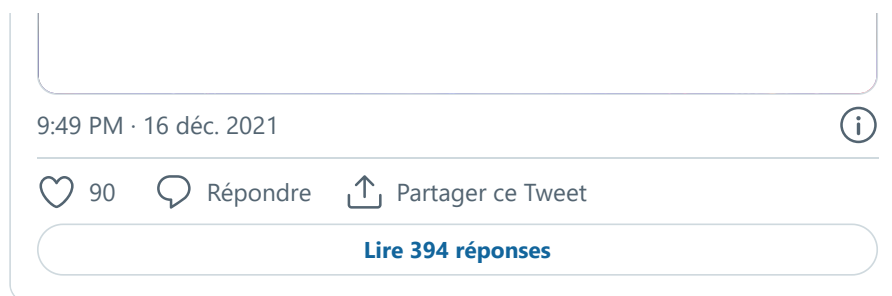 9:49 PM · 16 déc. 2021
90 Répondre Partager ce Tweet
Lire 394 réponses